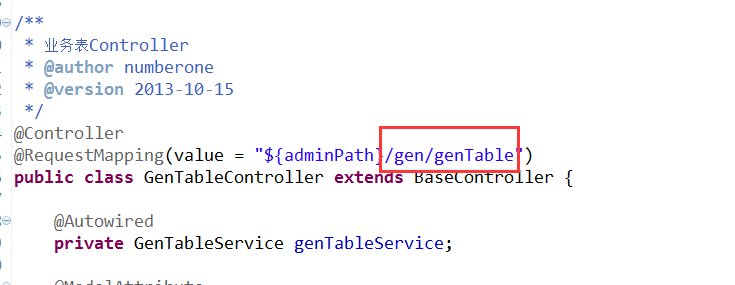 /**
* 业务表Controller
* @author numberone
* @version 2013-10-15
*/
@Controller
@RequestMapping(value = "${adminPath}/gen/genTable")
public class GenTableController extends BaseController {
@Autowired
private GenTableService genTableService;